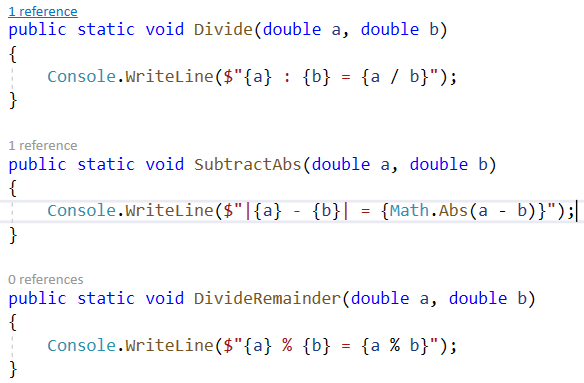 1 reference
public static void Divide(double a, double b)
{
    Console.WriteLine($"{a} : {b} = {a / b}");
}
1 reference
public static void SubtractAbs(double a, double b)
{
    Console.WriteLine($"|{a} - {b}| = {Math.Abs(a - b)}");
}
0 references
public static void DivideRemainder(double a, double b)
{
    Console.WriteLine($"{a} % {b} = {a % b}");
}